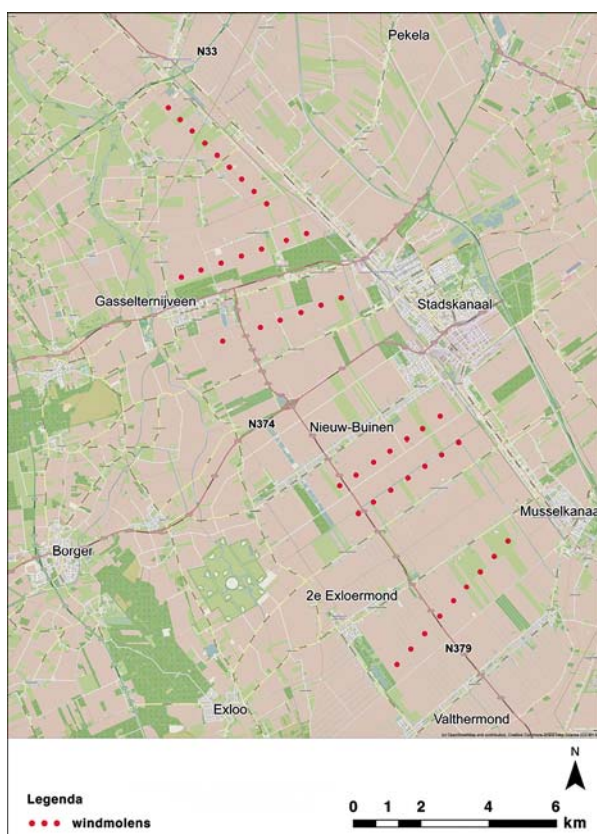 N33
Pekela
Gasselternijveen
Stadskanaal
N374
Nieuw-Buinen
Musselkanaal
Borger
2e Exloermond
N379
Exloo
Valthermond
N
Legenda
windmolens
0 1 2 4 6
km